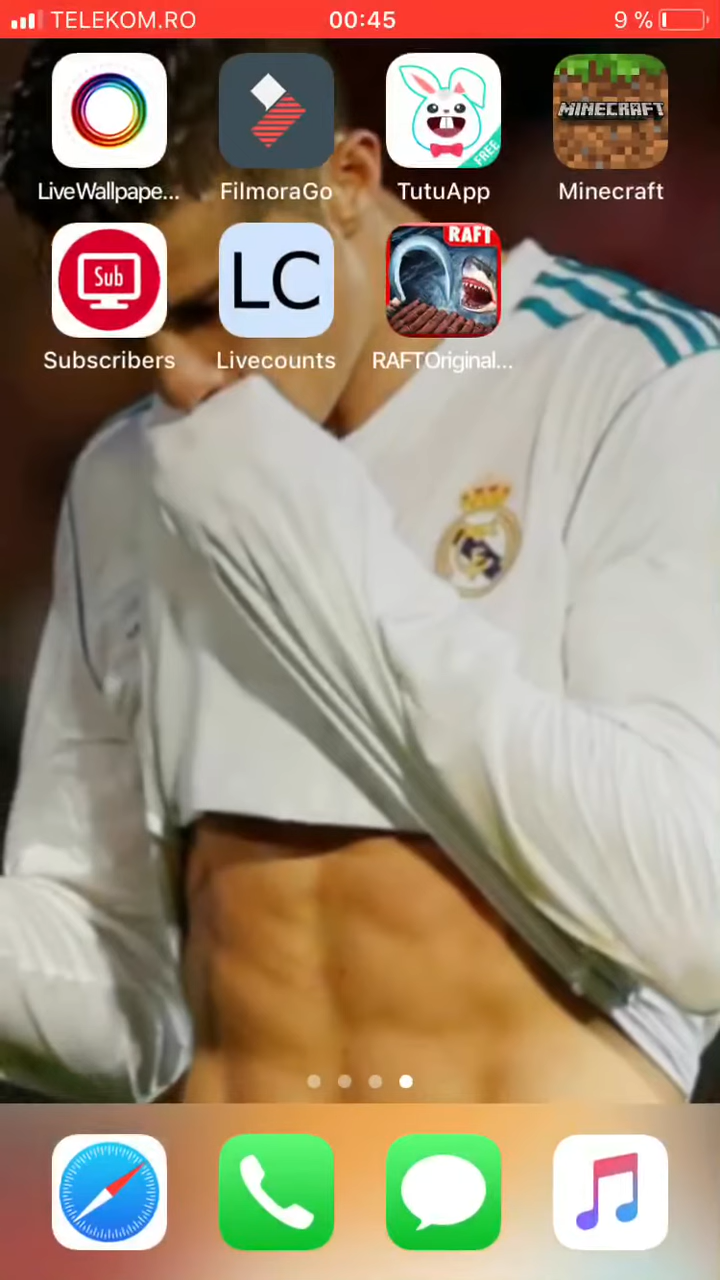 TELEKOM.RO 00:45 9 %
FREE
MINECRAFT
LiveWallpape... FilmoraGo TutuApp Minecraft
Sub
LC
RAFT
Subscribers Livecounts RAFTOriginal...